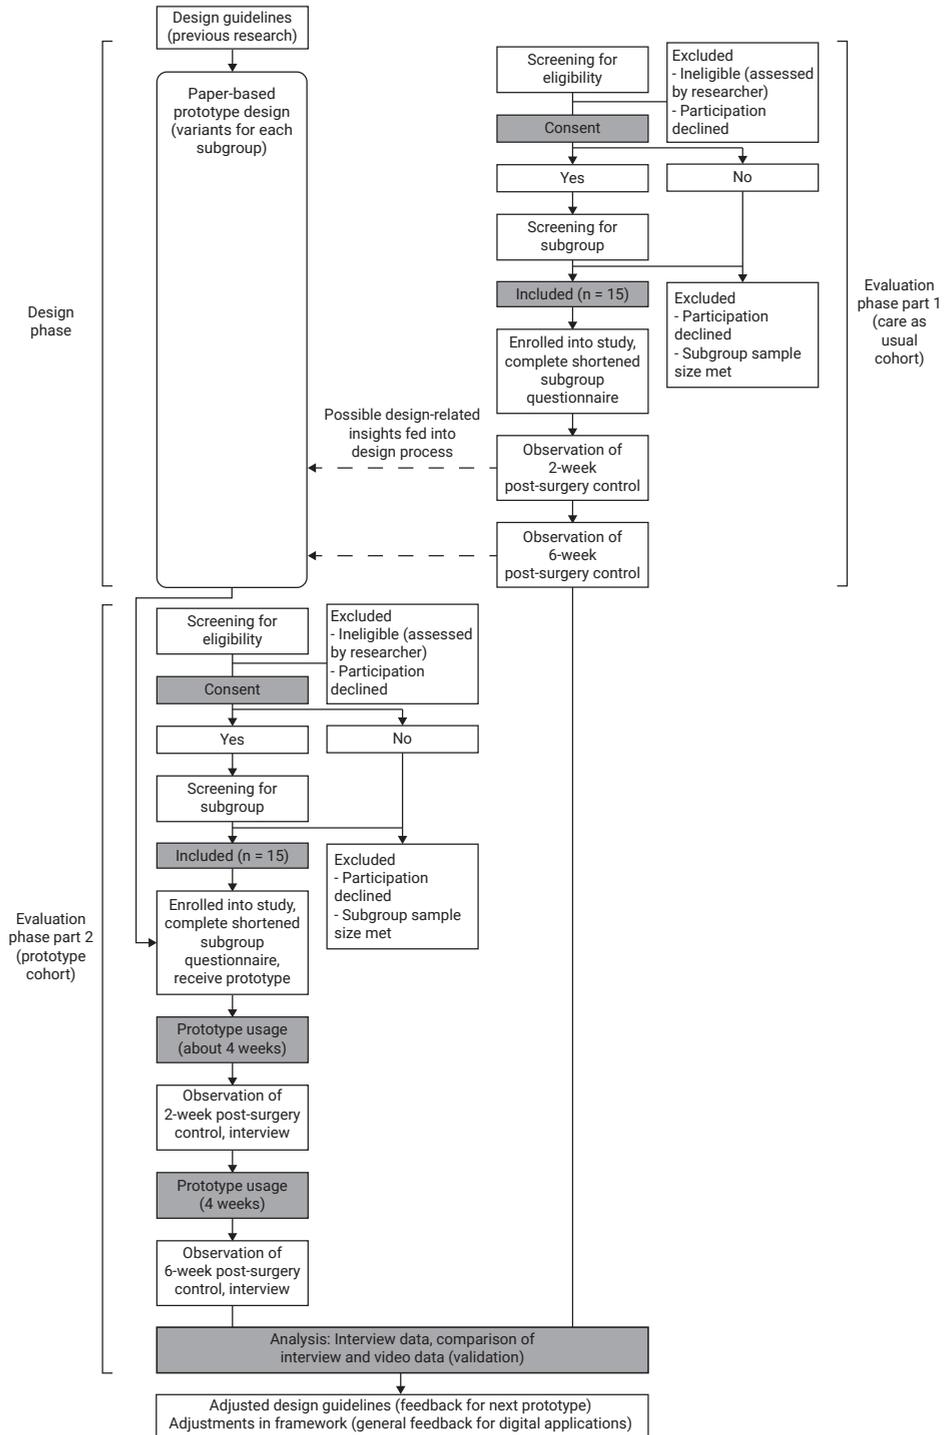 Design guidelines
(previous research)
Paper-based
prototype design
(variants for each
subgroup)
Design
phase
Screening for
eligibility
Excluded
- Ineligible (assessed
by researcher)
- Participation
declined
Consent
Yes
No
Screening for
subgroup
Included (n = 15)
Excluded
- Participation
declined
- Subgroup sample
size met
Enrolled into study,
complete shortened
subgroup
questionnaire
Evaluation
phase part 1
(care as
usual
cohort)
Possible design-related
insights fed into
design process
Observation of
2-week
post-surgery control
Observation of
6-week
post-surgery control
Screening for
eligibility
Excluded
- Ineligible (assessed
by researcher)
- Participation
declined
Consent
Yes
No
Screening for
subgroup
Included (n = 15)
Excluded
- Participation
declined
- Subgroup sample
size met
Enrolled into study,
complete shortened
subgroup
questionnaire,
receive prototype
Evaluation
phase part 2
(prototype
cohort)
Prototype usage
(about 4 weeks)
Observation of
2-week post-surgery
control, interview
Prototype usage
(4 weeks)
Observation of
6-week post-surgery
control, interview
Analysis: Interview data, comparison of
interview and video data (validation)
Adjusted design guidelines (feedback for next prototype)
Adjustments in framework (general feedback for digital applications)